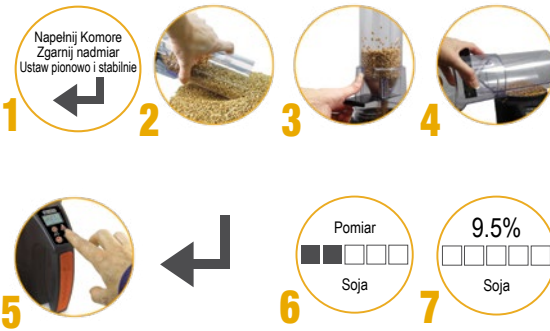 Napełnij Komore
Zgarnij nadmiar
Ustaw pionowo i stabilnie
1
2
3
4
5
6
Pomiar
Soja
7
9.5%
Soja